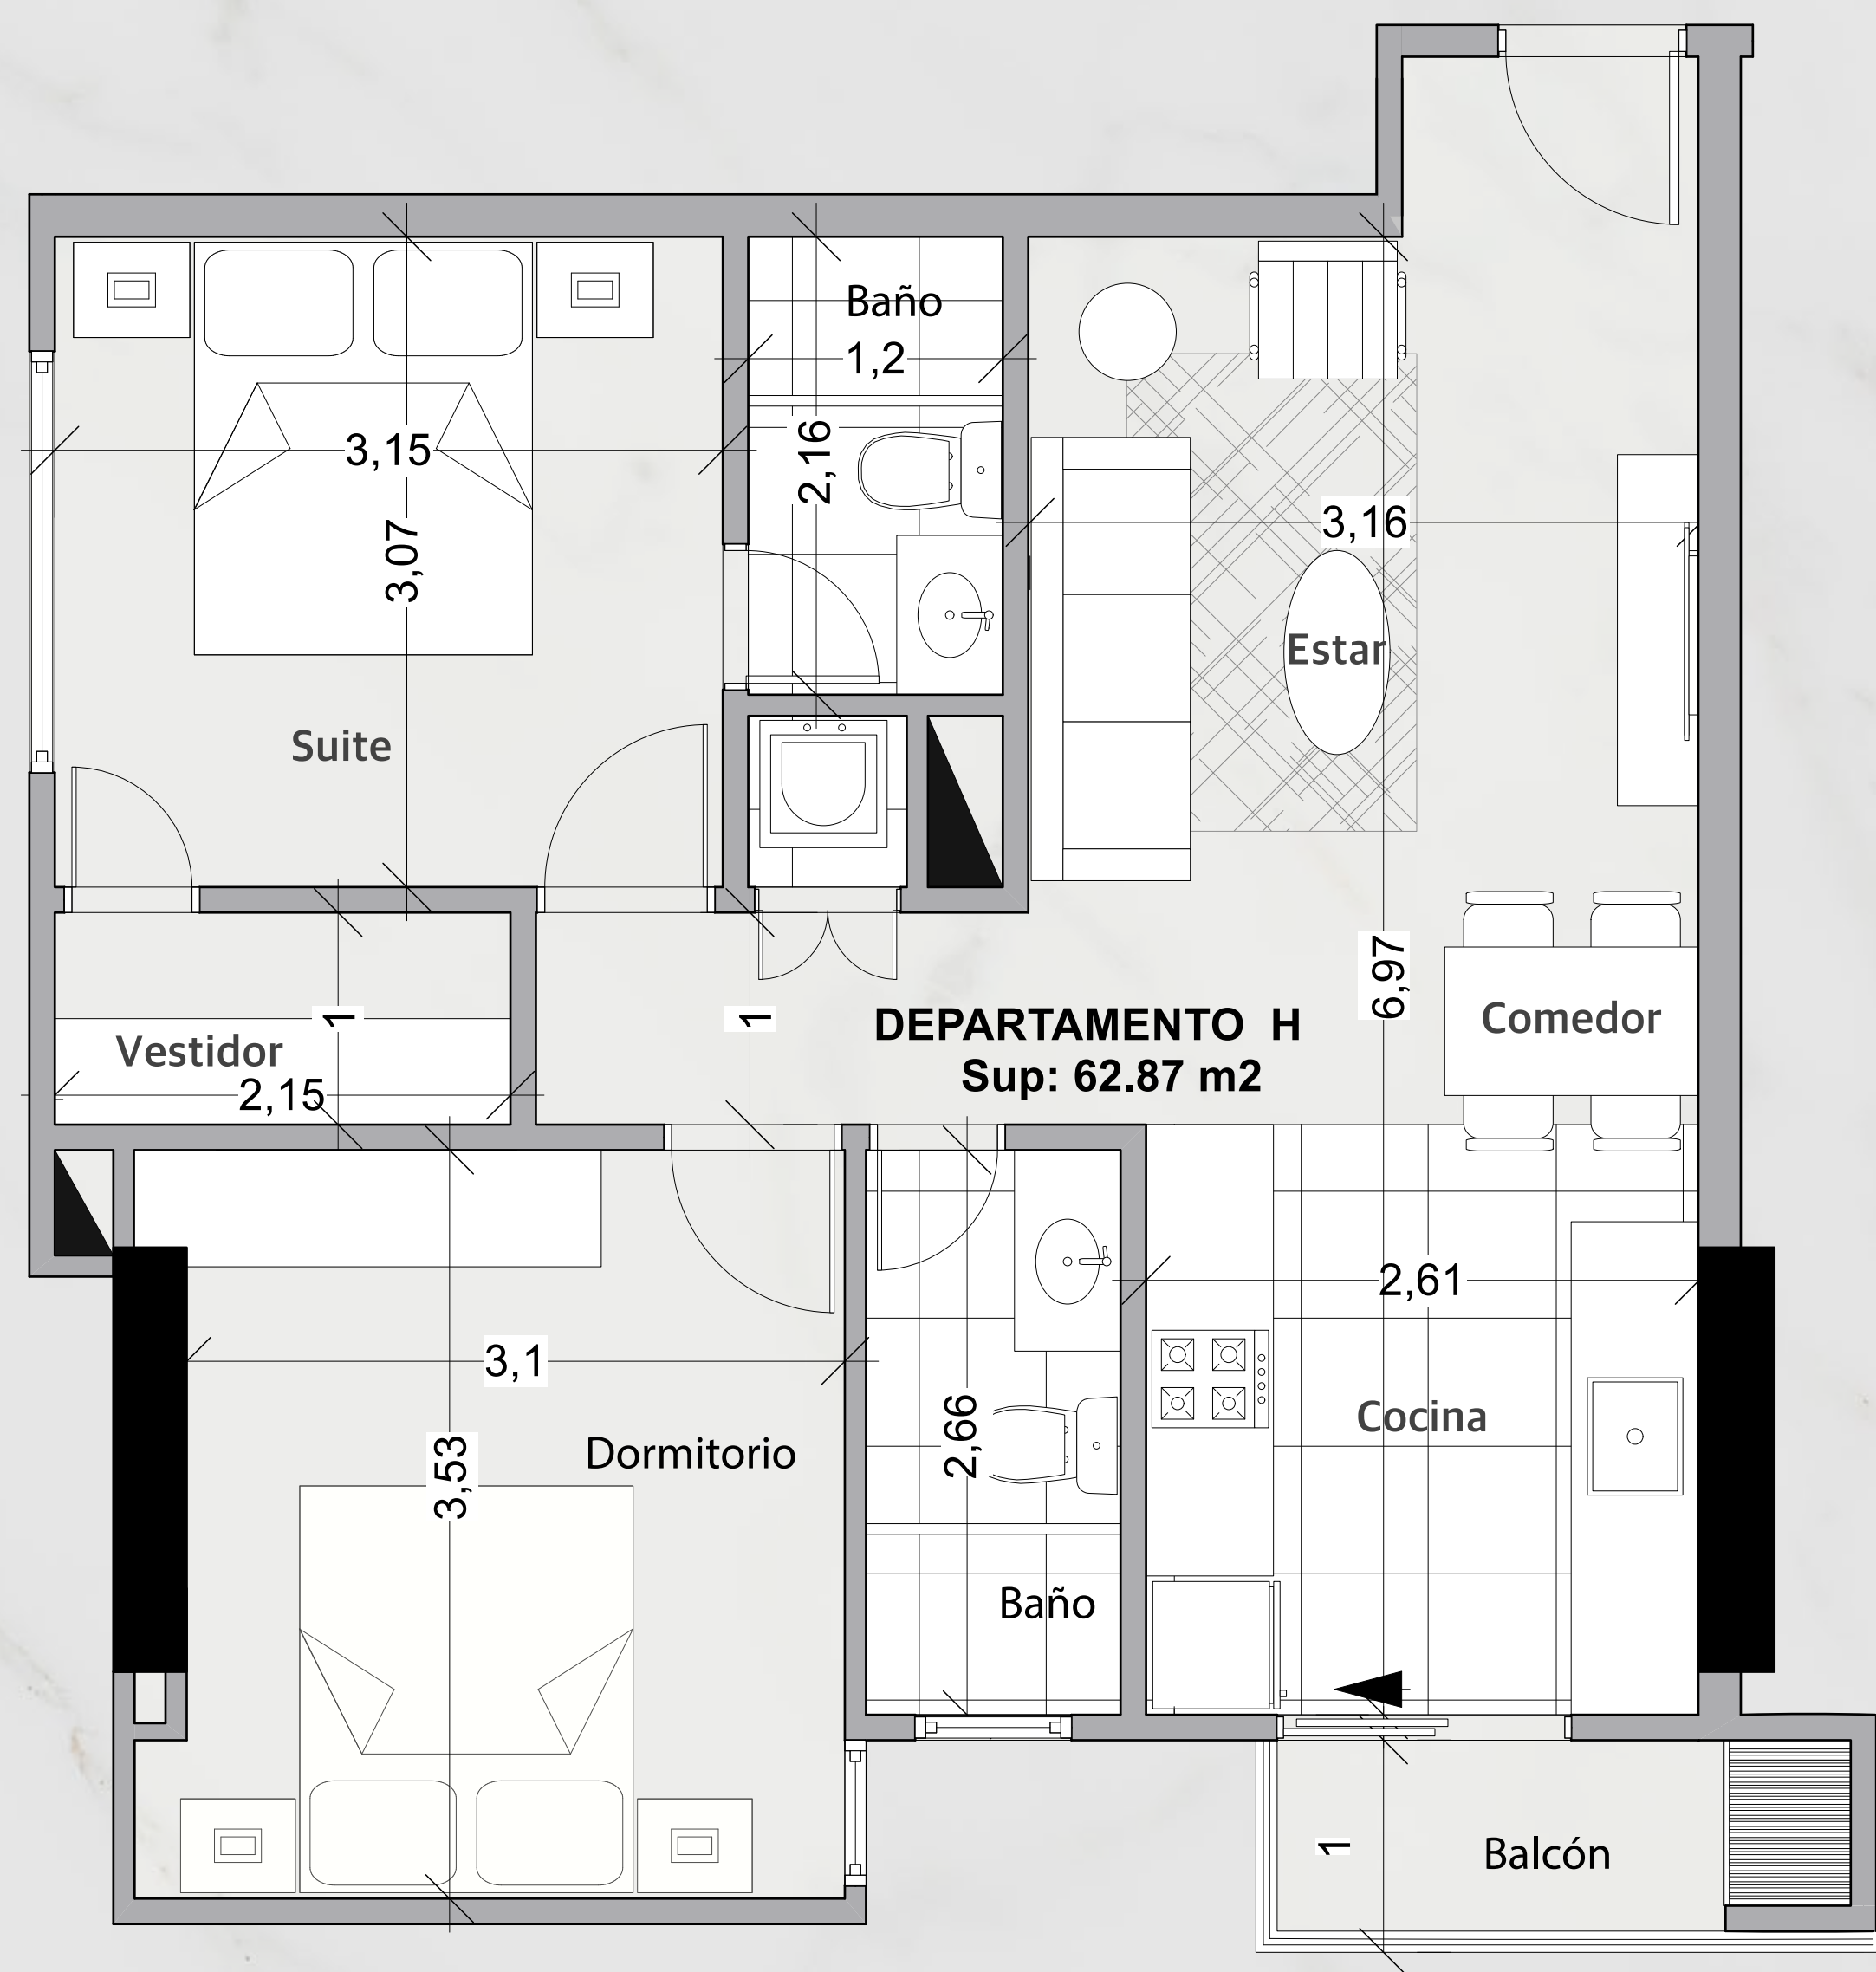 Baño
1,2
3,15
2,16
3,07
3,16
Estar
Suite
6,97
1
1
DEPARTAMENTO H
Comedor
Vestidor
Sup: 62.87 m2
2,15
2,61
3,1
2,66
Cocina
Dormitorio
3,53
Baño
1
Balcón